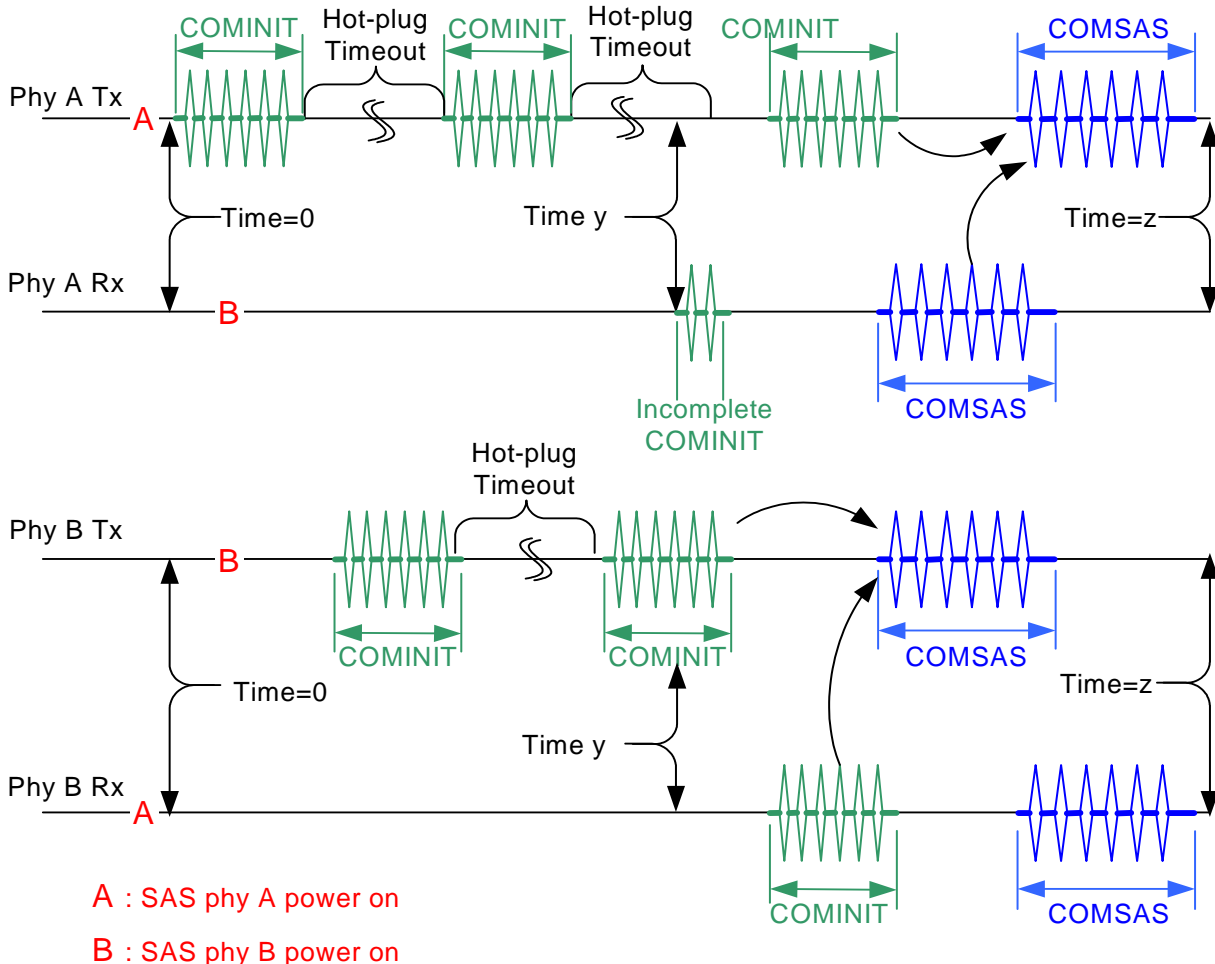 COMINIT
Hot-plug
Timeout
COMINIT
Hot-plug
Timeout
COMINIT
COMSAS
Phy A Tx
A
Time=0
Time y
Time=z
Phy A Rx
B
Incomplete
COMINIT
COMSAS
Hot-plug
Timeout
Phy B Tx
B
COMINIT
COMINIT
COMSAS
Time=0
Time y
Time=z
Phy B Rx
A
COMINIT
COMSAS
A : SAS phy A power on
B : SAS phy B power on